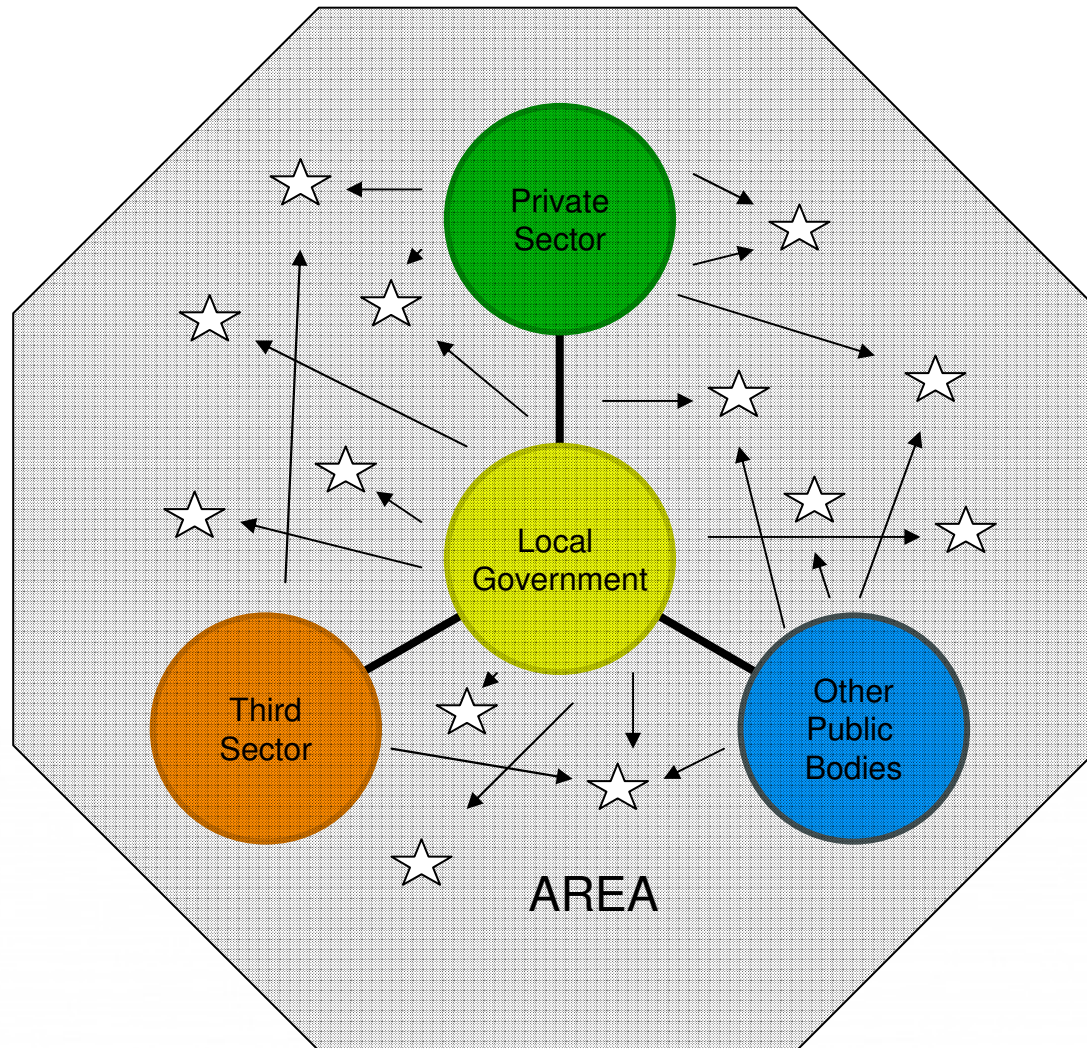 Private
Sector
Local
Government
Third
Sector
Other
Public
Bodies
AREA